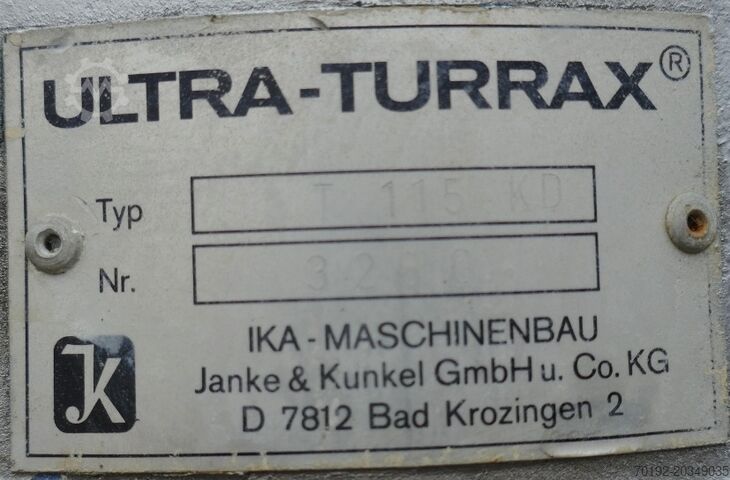 ULTRA-TURRAX®
Typ T 115 KD
Nr.
IKA - MASCHINENBAU
Janke & Kunkel GmbH u. Co. KG
JK
D 7812 Bad Krozingen 2
70192-20349035